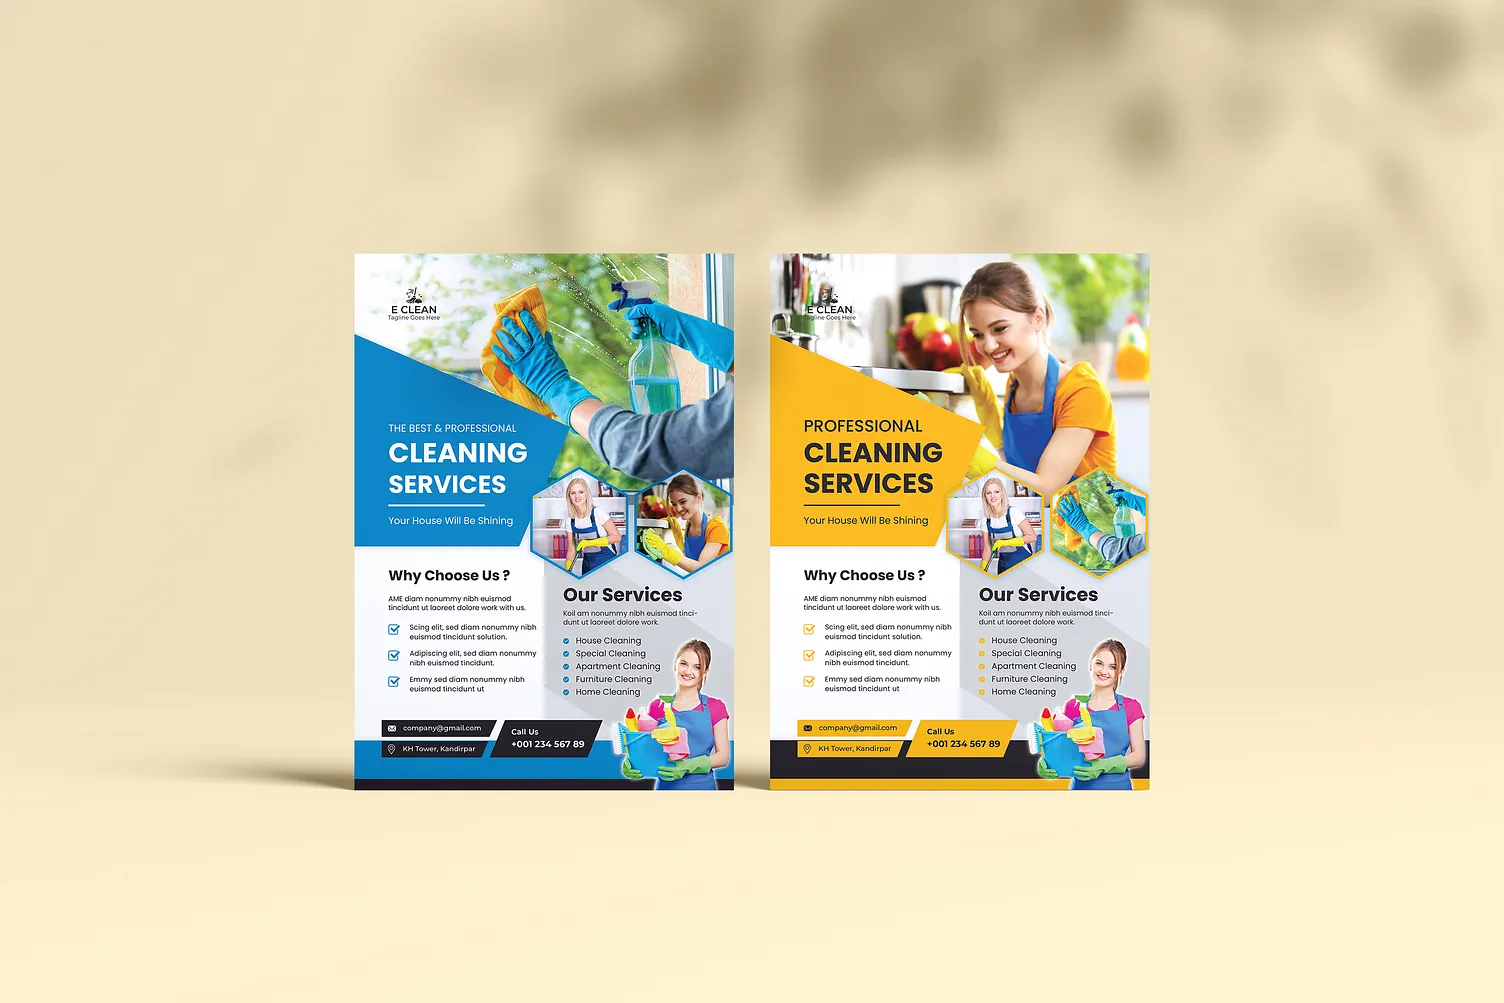 E CLEAN
Tagline Goes Here
THE BEST & PROFESSIONAL
CLEANING
SERVICES
Your House Will Be Shining
Why Choose Us ?
AME diam nonummy nibh euismod
tincidunt ut laoreet dolore work with us.
Scing elit, sed diam nonummy nibh
euismod tincidunt solution.
Adipiscing elit, sed diam nonummy
nibh euismod tincidunt.
Emmy sed diam nonummy nibh
euismod tincidunt ut
Our Services
Koil am nonummy nibh euismod tinci-
dunt ut laoreet dolore work.
House Cleaning
Special Cleaning
Apartment Cleaning
Furniture Cleaning
Home Cleaning
company@gmail.com
KH Tower, Kandirpar
Call Us
+001 234 567 89
E CLEAN
Tagline Goes Here
PROFESSIONAL
CLEANING
SERVICES
Your House Will Be Shining
Why Choose Us ?
AME diam nonummy nibh euismod
tincidunt ut laoreet dolore work with us.
Scing elit, sed diam nonummy nibh
euismod tincidunt solution.
Adipiscing elit, sed diam nonummy
nibh euismod tincidunt.
Emmy sed diam nonummy nibh
euismod tincidunt ut
Our Services
Koil am nonummy nibh euismod tinci-
dunt ut laoreet dolore work.
House Cleaning
Special Cleaning
Apartment Cleaning
Furniture Cleaning
Home Cleaning
company@gmail.com
KH Tower, Kandirpar
Call Us
+001 234 567 89